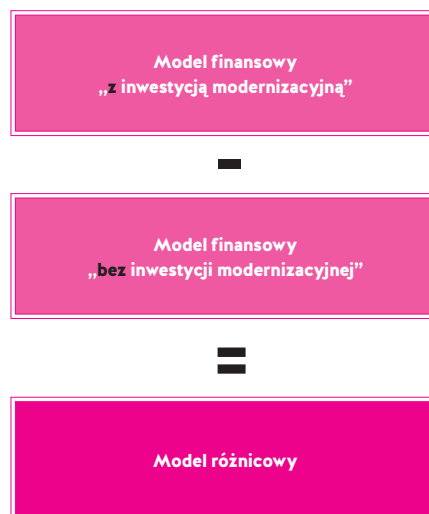 Model finansowy
„z inwestycją modernizacyjną”
-
Model finansowy
„bez inwestycji modernizacyjnej”
=
Model różnicowy